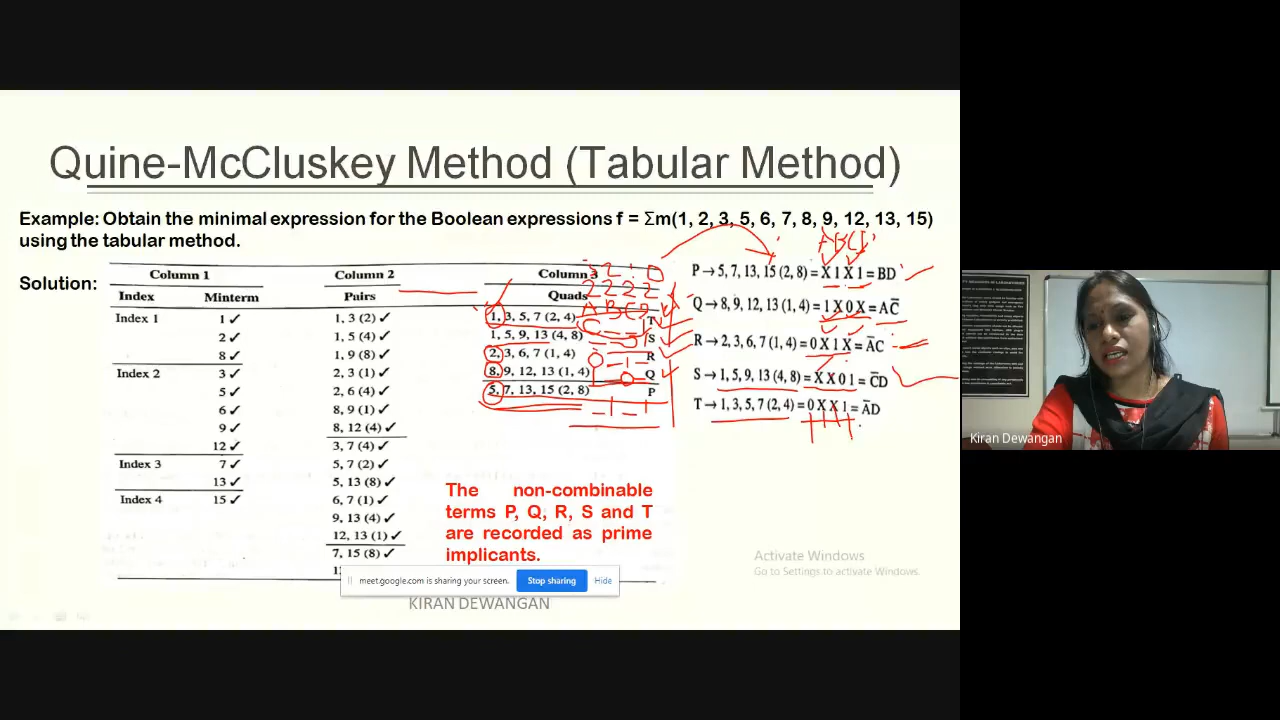 Quine-McCluskey Method (Tabular Method)
Example: Obtain the minimal expression for the Boolean expressions f = Σm(1, 2, 3, 5, 6, 7, 8, 9, 12, 13, 15)
using the tabular method.
Solution:
Column 1 Column 2 Column 3
Index Minterm Pairs Quads
Index 1 1 ✓ 1, 3 (2) ✓ 1, 3, 5, 7 (2, 4) T
2 ✓ 1, 5 (4) ✓ 1, 5, 9, 13 (4, 8) S
8 ✓ 1, 9 (8) ✓ 2, 3, 6, 7 (1, 4) R
Index 2 3 ✓ 2, 3 (1) ✓ 8, 9, 12, 13 (1, 4) Q
5 ✓ 2, 6 (4) ✓ 5, 7, 13, 15 (2, 8) P
6 ✓ 8, 9 (1) ✓
9 ✓ 8, 12 (4) ✓
12 ✓ 3, 7 (4) ✓
Index 3 7 ✓ 5, 7 (2) ✓
13 ✓ 5, 13 (8) ✓
Index 4 15 ✓ 6, 7 (1) ✓
9, 13 (4) ✓
12, 13 (1) ✓
7, 15 (8) ✓
3 2 1 0
2 2 2 2
A B C D
A B C D
P → 5, 7, 13, 15 (2, 8) = X 1 X 1 = BD
Q → 8, 9, 12, 13 (1, 4) = 1 X 0 X = AC̅
R → 2, 3, 6, 7 (1, 4) = 0 X 1 X = A̅C
S → 1, 5, 9, 13 (4, 8) = X X 0 1 = C̅D
T → 1, 3, 5, 7 (2, 4) = 0 X X 1 = A̅D
The non-combinable
terms P, Q, R, S and T
are recorded as prime
implicants.
meet.google.com is sharing your screen. Stop sharing Hide
KIRAN DEWANGAN
Activate Windows
Go to Settings to activate Windows.
Kiran Dewangan